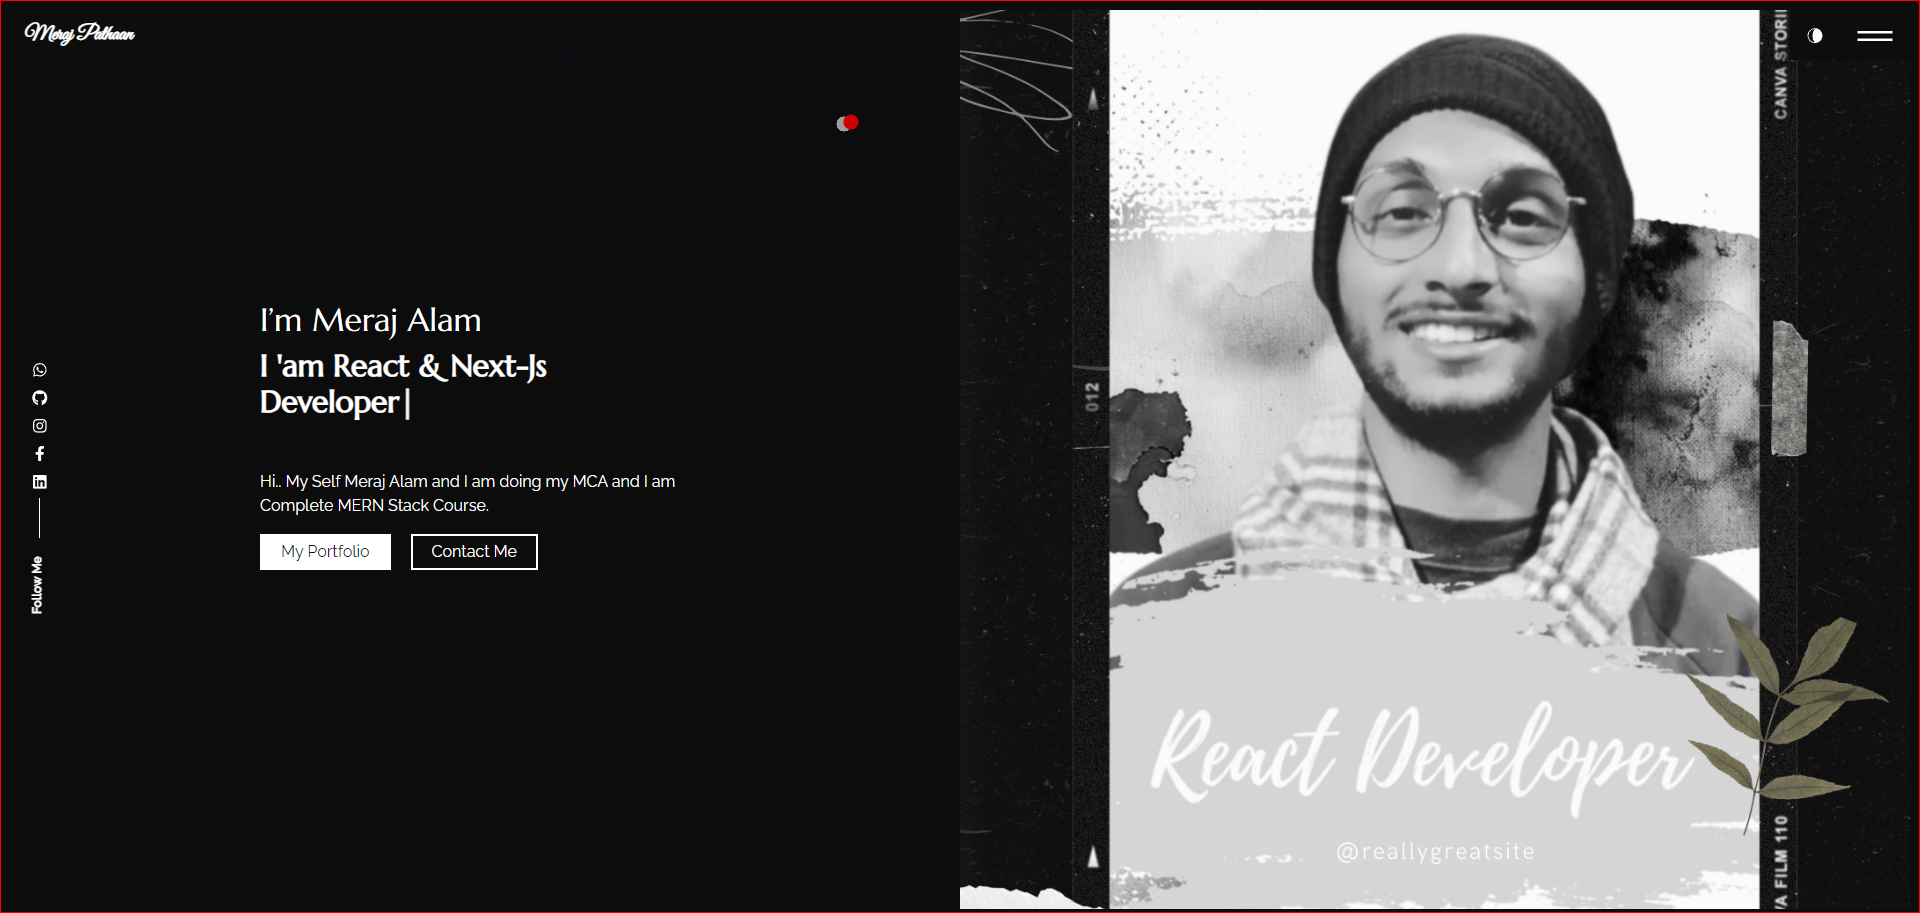 Meraj Pathaan
I'm Meraj Alam
I 'am React & Next-Js
Developer|
Hi.. My Self Meraj Alam and I am doing my MCA and I am
Complete MERN Stack Course.
My Portfolio
Contact Me
Follow Me
012
CANVA STORI
React Developer
@reallygreatsite
A FILM 110